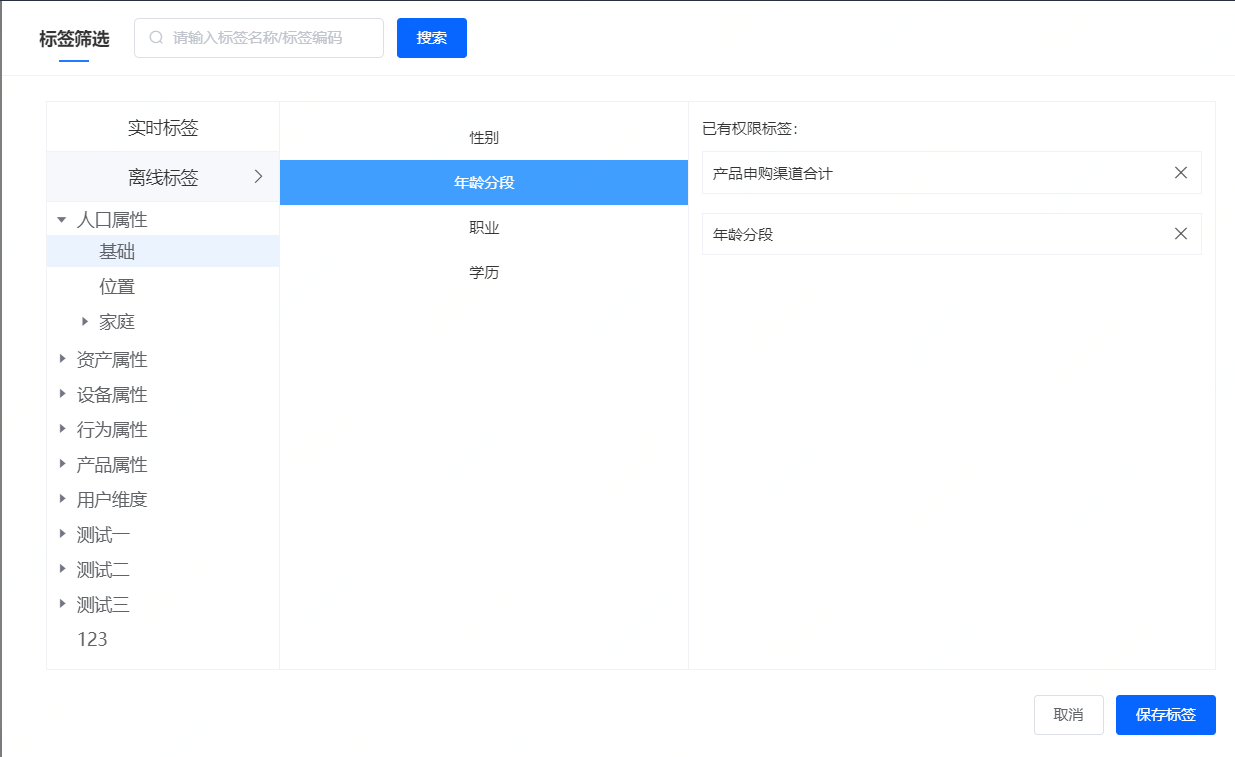 标签筛选
请输入标签名称/标签编码
搜索
实时标签
离线标签
人口属性
基础
位置
家庭
资产属性
设备属性
行为属性
产品属性
用户维度
测试一
测试二
测试三
123
性别
年龄分段
职业
学历
已有权限标签:
产品申购渠道合计
年龄分段
取消
保存标签